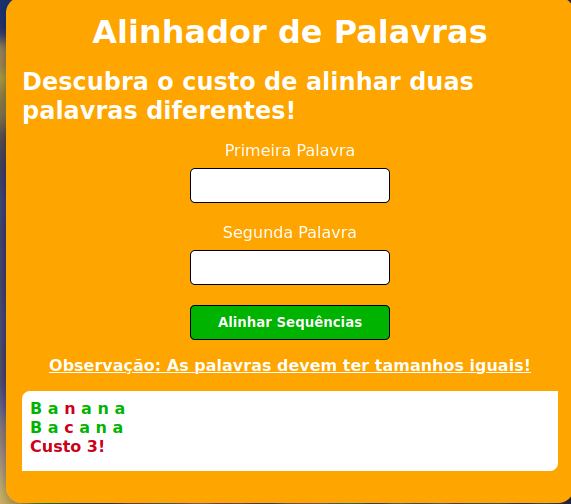 Alinhador de Palavras
Descubra o custo de alinhar duas
palavras diferentes!
Primeira Palavra
Segunda Palavra
Alinhar Sequências
Observação: As palavras devem ter tamanhos iguais!
B a n a n a
B a c a n a
Custo 3!